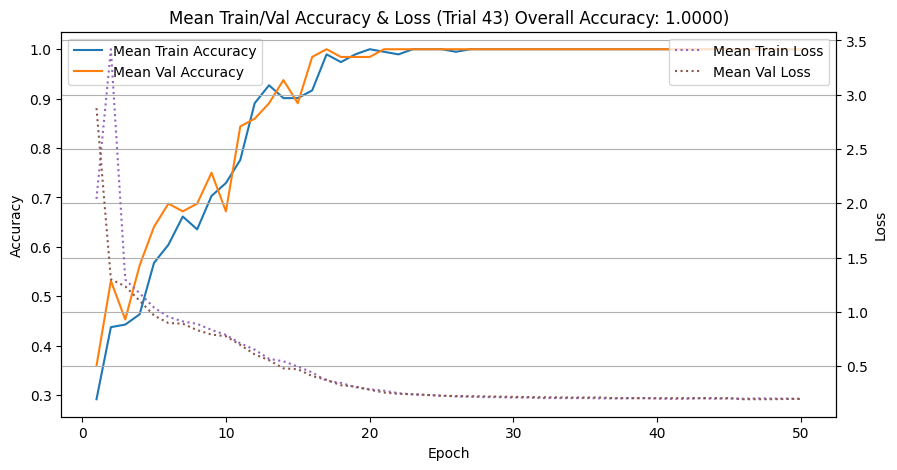 Mean Train/Val Accuracy & Loss (Trial 43) Overall Accuracy: 1.0000)
Mean Train Accuracy
Mean Val Accuracy
Mean Train Loss
Mean Val Loss
Accuracy
1.0
0.9
0.8
0.7
0.6
0.5
0.4
0.3
Loss
3.5
3.0
2.5
2.0
1.5
1.0
0.5
0 10 20 30 40 50
Epoch